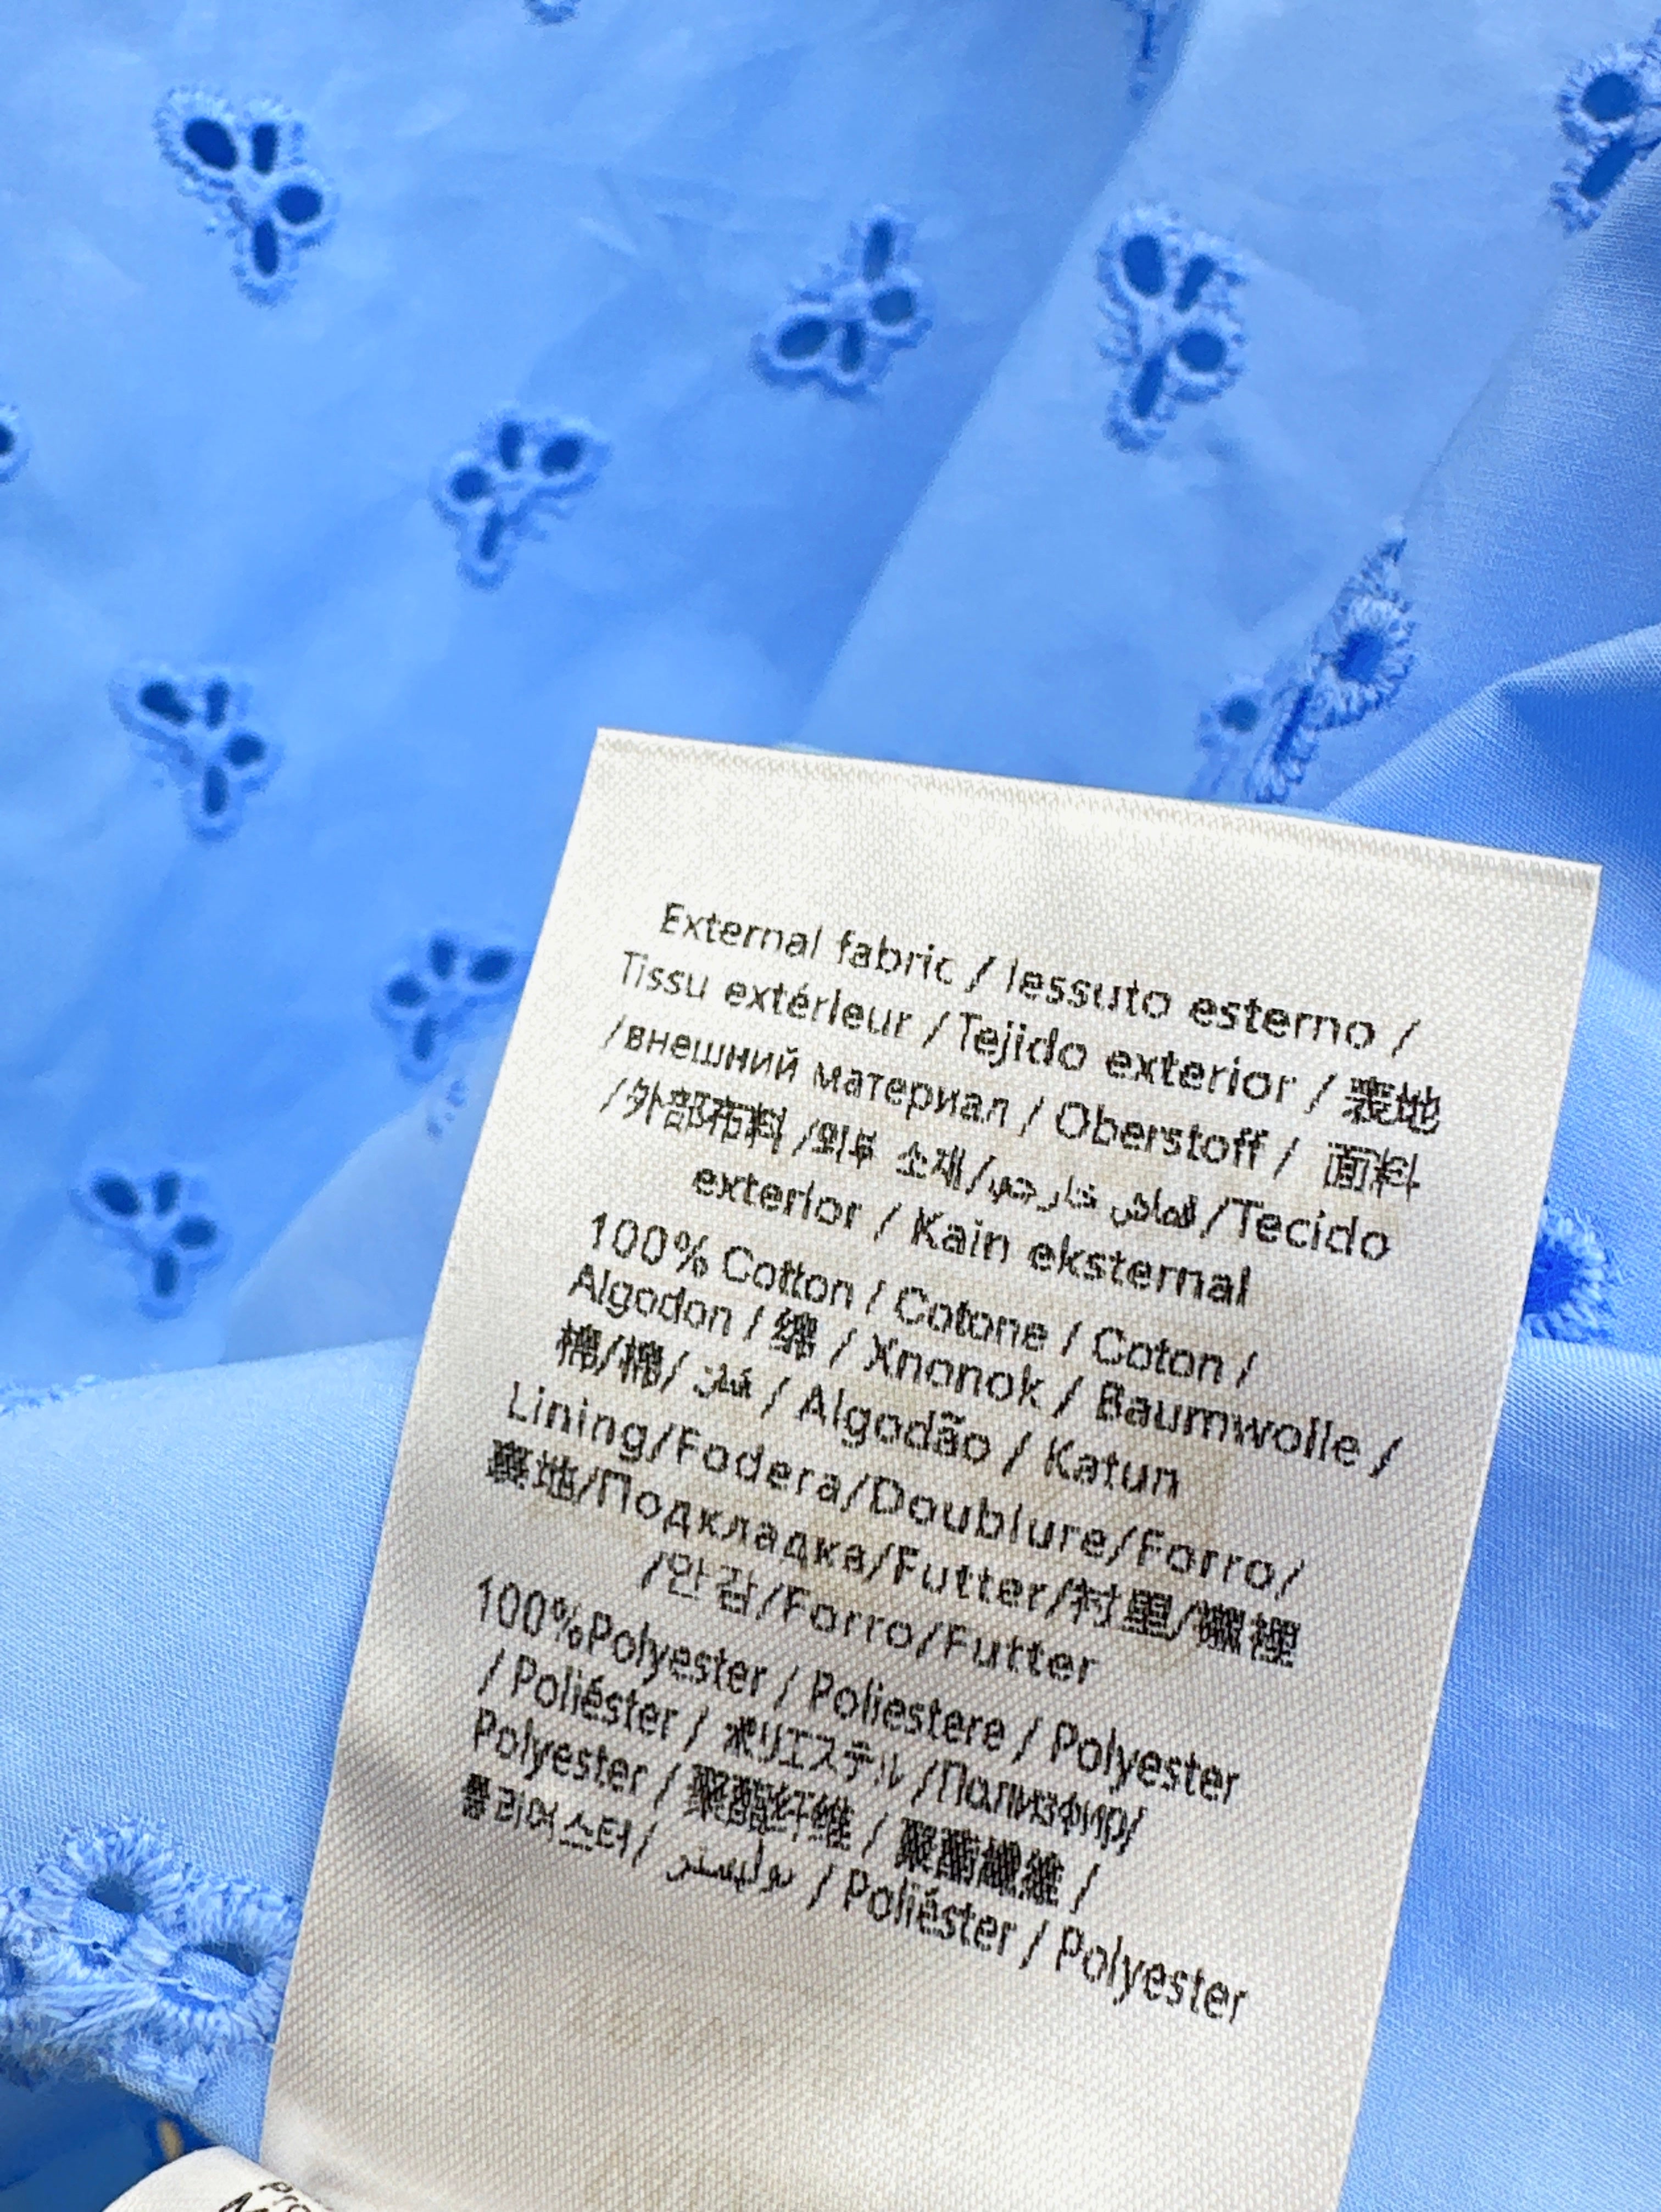 External fabric / Tessuto esterno /
Tissu extérieur / Tejido exterior / 表地
/внешний материал / Oberstoff / 面料
/外部布料 /외부 소재/قماش خارجي /Tecido
exterior / Kain eksternal
100% Cotton / Cotone / Coton /
Algodon / 綿 / Xnonok / Baumwolle /
棉/棉/ قطن / Algodão / Katun
Lining/Fodera/Doublure/Forro/
裏地/Подкладка/Futter/衬里/襯裡
/안감/Forro/Futter
100%Polyester / Poliestere / Polyester
/ Poliéster / ポリエステル /Полиэфир/
Polyester / 聚酯纤维 / 聚酯纖維 /
폴리에스터/ بوليستر / Poliéster / Polyester